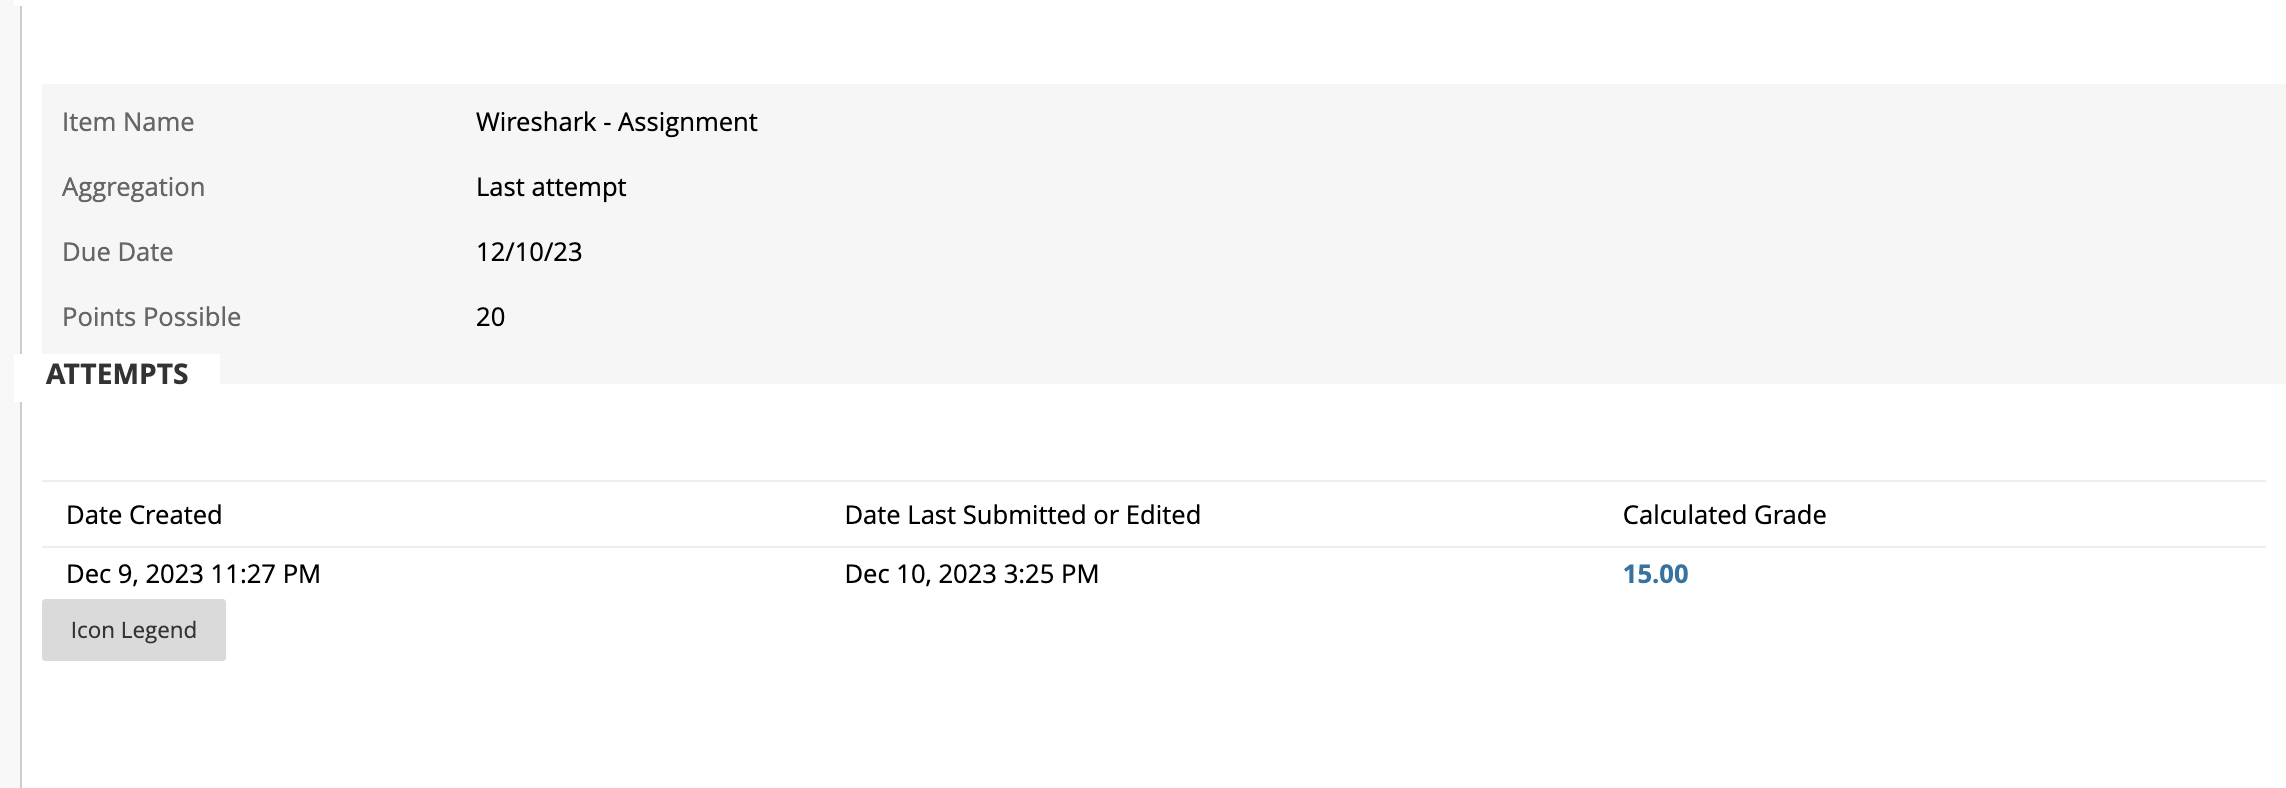 Item Name Wireshark - Assignment
Aggregation Last attempt
Due Date 12/10/23
Points Possible 20
ATTEMPTS
Date Created Date Last Submitted or Edited Calculated Grade
Dec 9, 2023 11:27 PM Dec 10, 2023 3:25 PM 15.00
Icon Legend